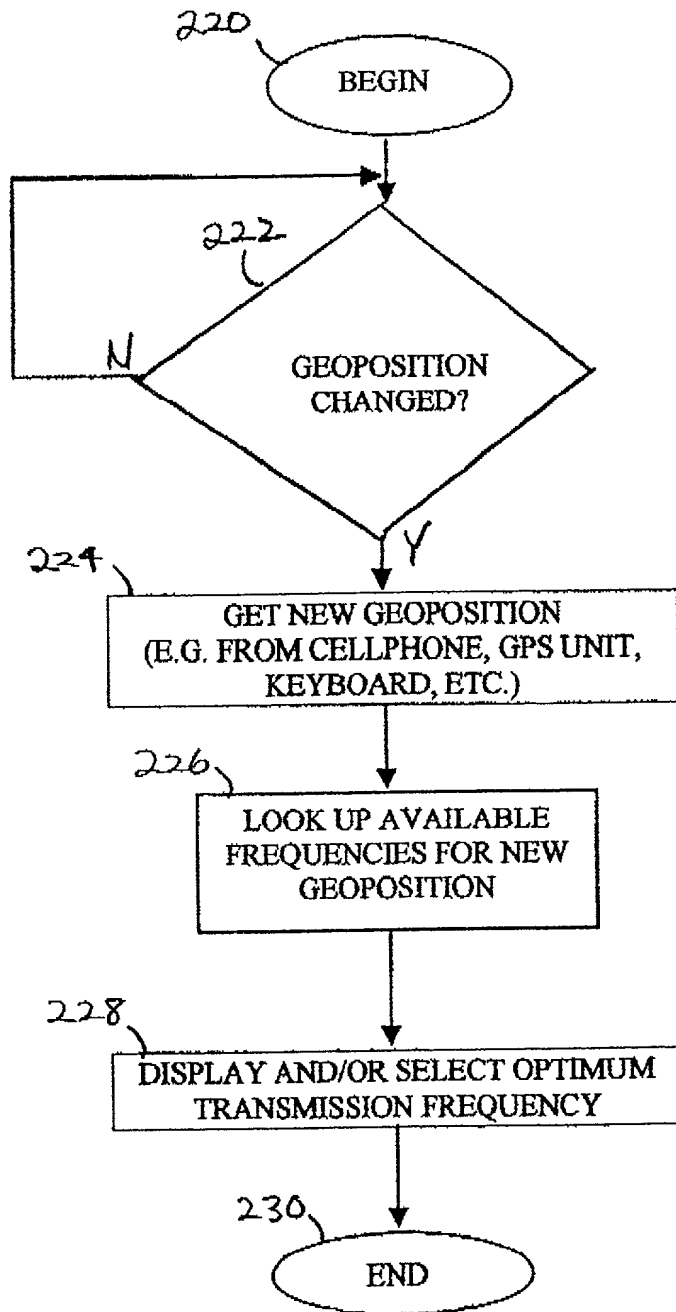 220
BEGIN
222
N
GEOPOSITION
CHANGED?
Y
224
GET NEW GEOPOSITION
(E.G. FROM CELLPHONE, GPS UNIT,
KEYBOARD, ETC.)
226
LOOK UP AVAILABLE
FREQUENCIES FOR NEW
GEOPOSITION
228
DISPLAY AND/OR SELECT OPTIMUM
TRANSMISSION FREQUENCY
230
END